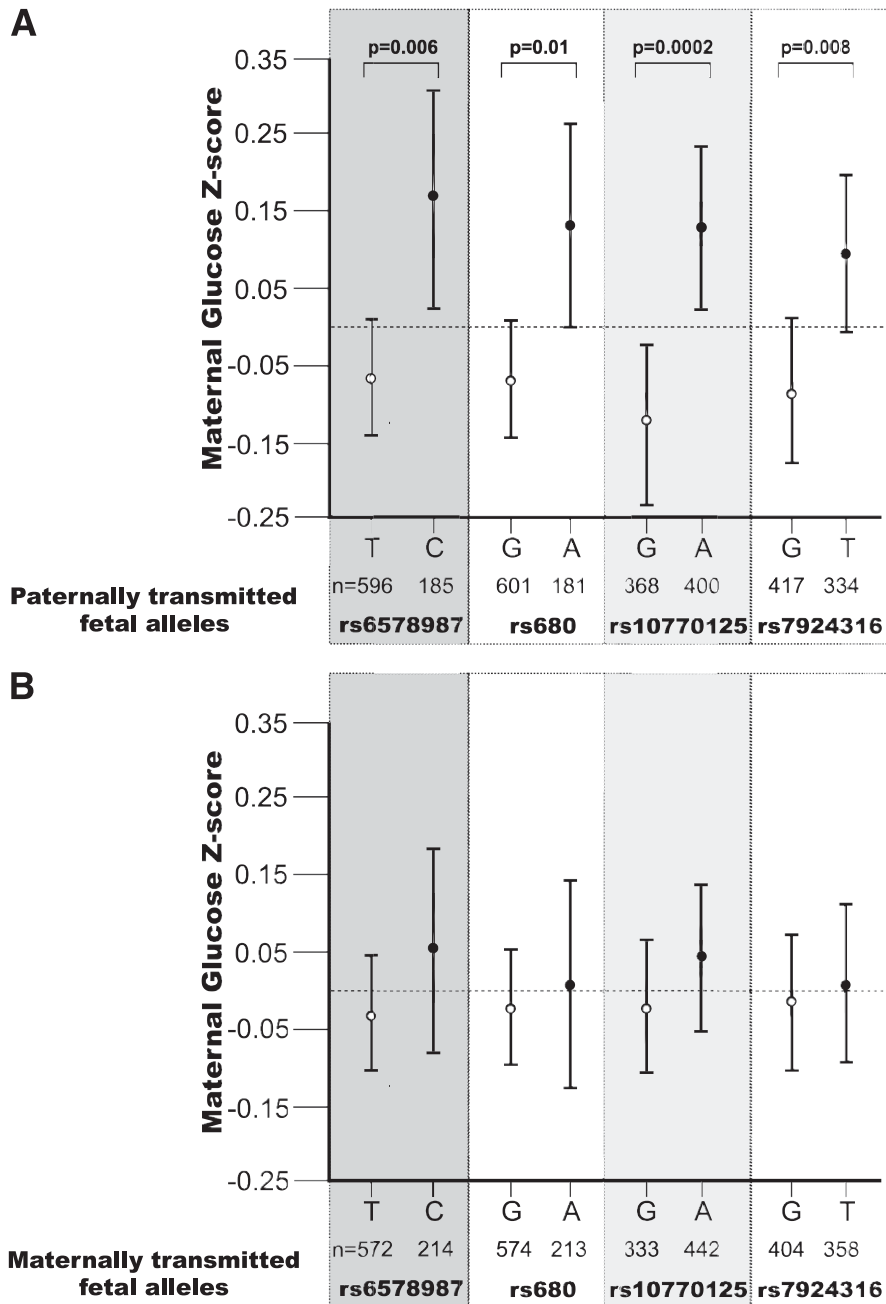 A
p=0.006 p=0.01 p=0.0002 p=0.008
Maternal Glucose Z-score
0.35
0.25
0.15
0.05
-0.05
-0.15
-0.25
T C G A G A G T
n=596 185 601 181 368 400 417 334
Paternally transmitted
fetal alleles
rs6578987 rs680 rs10770125 rs7924316
B
Maternal Glucose Z-score
0.35
0.25
0.15
0.05
-0.05
-0.15
-0.25
T C G A G A G T
n=572 214 574 213 333 442 404 358
Maternally transmitted
fetal alleles
rs6578987 rs680 rs10770125 rs7924316